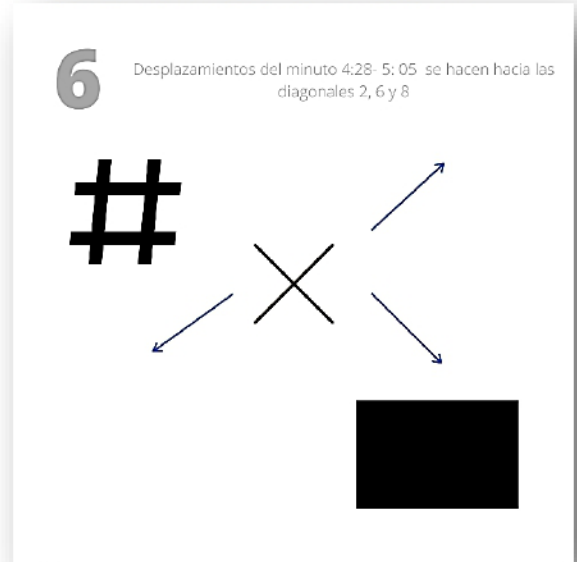 6
Desplazamientos del minuto 4:28- 5: 05 se hacen hacia las
diagonales 2, 6 y 8
#